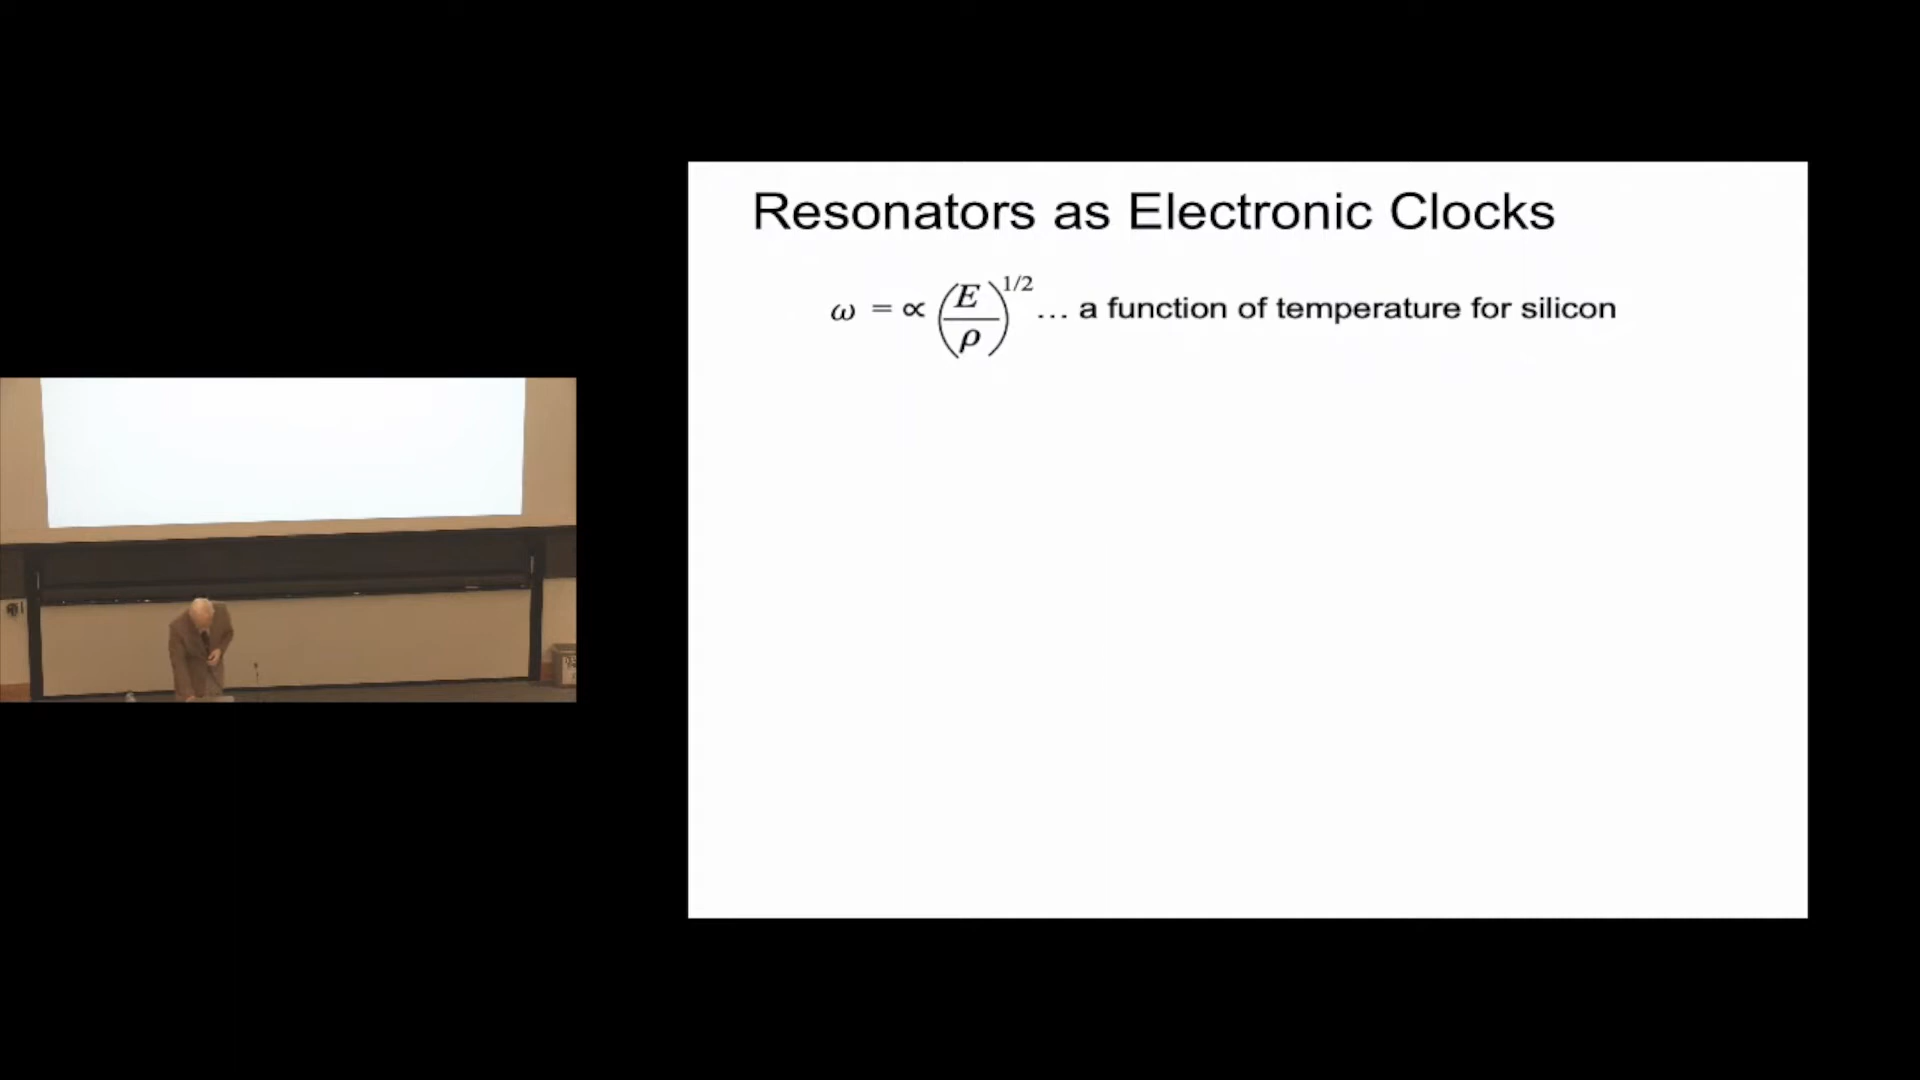 Resonators as Electronic Clocks
ω = ∝ (E/ρ)^1/2 ... a function of temperature for silicon